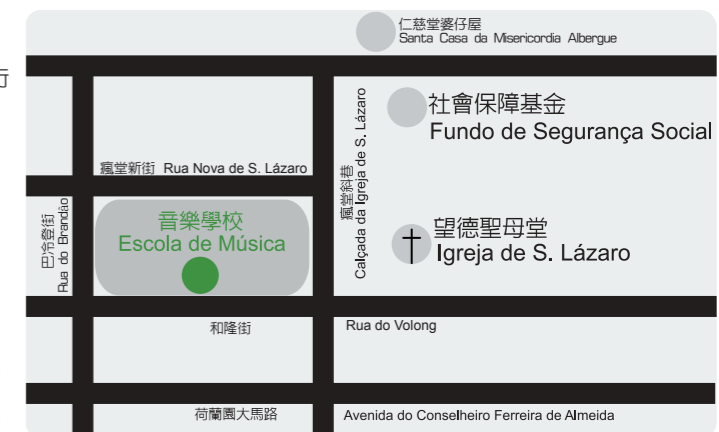 仁慈堂婆仔屋
Santa Casa da Misericordia Albergue
行
社會保障基金
Fundo de Segurança Social
瘋堂新街 Rua Nova de S. Lázaro
瘋堂斜巷
Calçada da Igreja de S. Lázaro
巴冷登街
Rua do Brandão
音樂學校
Escola de Música
望德聖母堂
Igreja de S. Lázaro
和隆街
Rua do Volong
荷蘭園大馬路
Avenida do Conselheiro Ferreira de Almeida